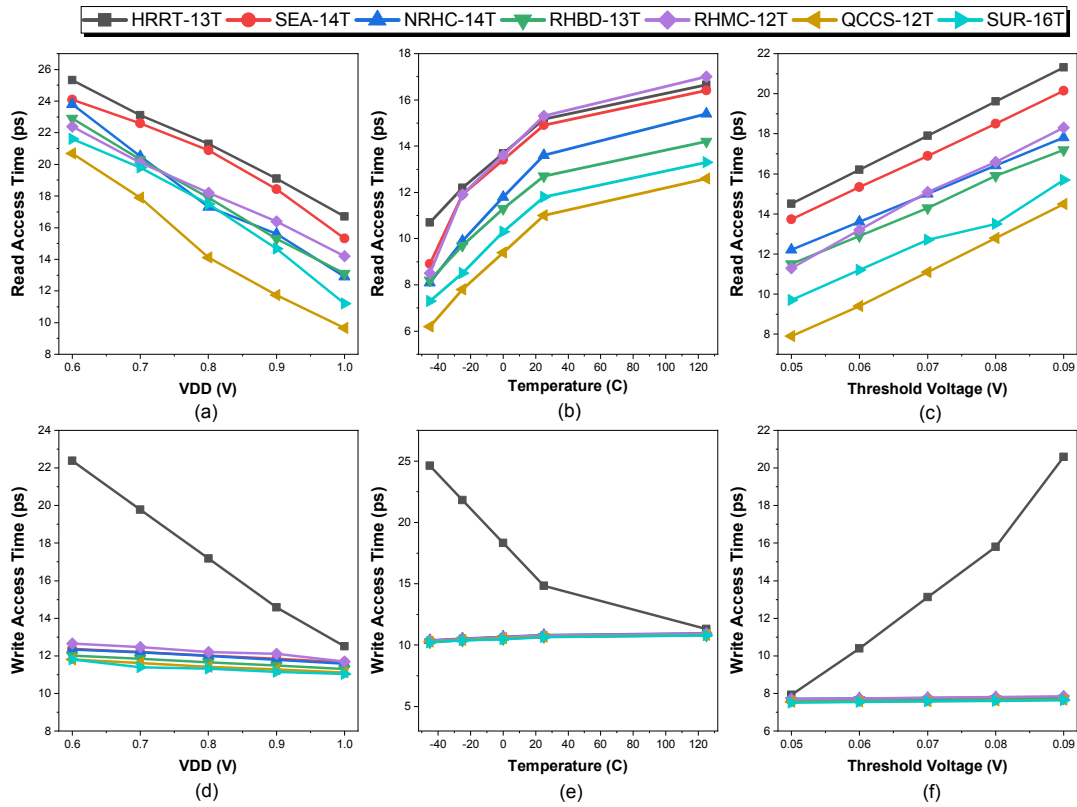 HRRT-13T SEA-14T NRHC-14T RHBD-13T RHMC-12T QCCS-12T SUR-16T
Read Access Time (ps)
26
24
22
20
18
16
14
12
10
8
0.6 0.7 0.8 0.9 1.0
VDD (V)
(a)
Read Access Time (ps)
18
16
14
12
10
8
6
-40 -20 0 20 40 60 80 100 120
Temperature (C)
(b)
Read Access Time (ps)
22
20
18
16
14
12
10
8
0.05 0.06 0.07 0.08 0.09
Threshold Voltage (V)
(c)
Write Access Time (ps)
24
22
20
18
16
14
12
10
8
0.6 0.7 0.8 0.9 1.0
VDD (V)
(d)
Write Access Time (ps)
25
20
15
10
5
-40 -20 0 20 40 60 80 100 120
Temperature (C)
(e)
Write Access Time (ps)
22
20
18
16
14
12
10
8
6
0.05 0.06 0.07 0.08 0.09
Threshold Voltage (V)
(f)